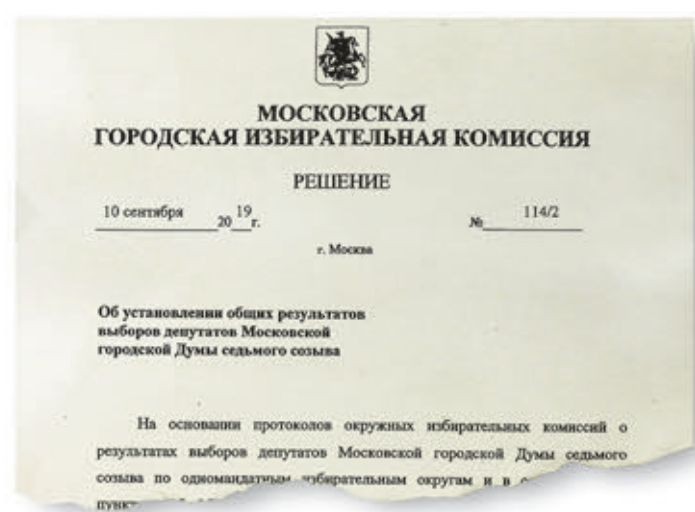 МОСКОВСКАЯ
ГОРОДСКАЯ ИЗБИРАТЕЛЬНАЯ КОМИССИЯ
РЕШЕНИЕ
10 сентября 20 19 г. № 114/2
г. Москва
Об установлении общих результатов
выборов депутатов Московской
городской Думы седьмого созыва
На основании протоколов окружных избирательных комиссий о
результатах выборов депутатов Московской городской Думы седьмого
созыва по одномандатным избирательным округам и в